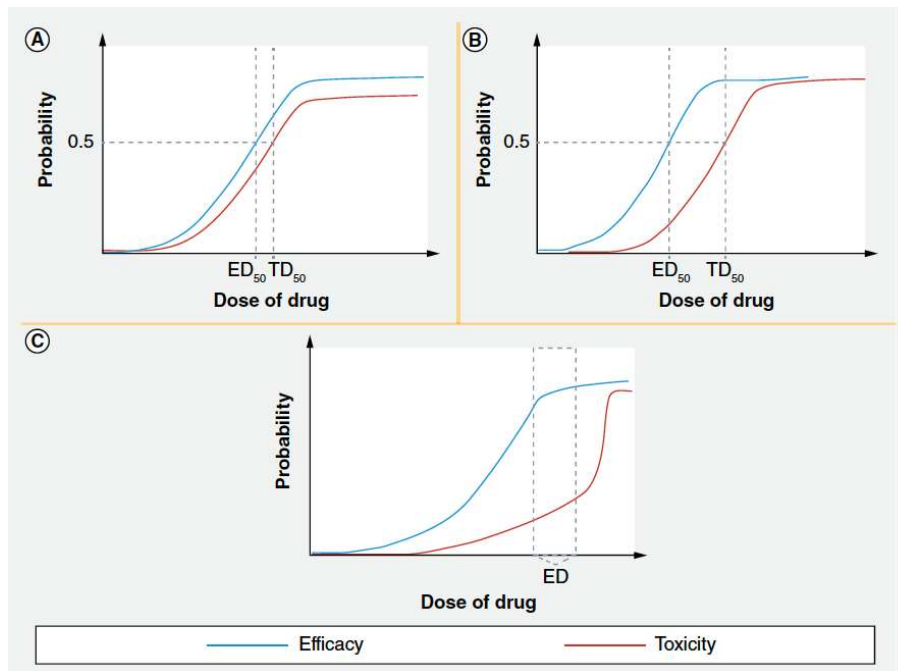 A
Probability
0.5
ED50 TD50
Dose of drug
B
Probability
0.5
ED50 TD50
Dose of drug
C
Probability
ED
Dose of drug
Efficacy Toxicity